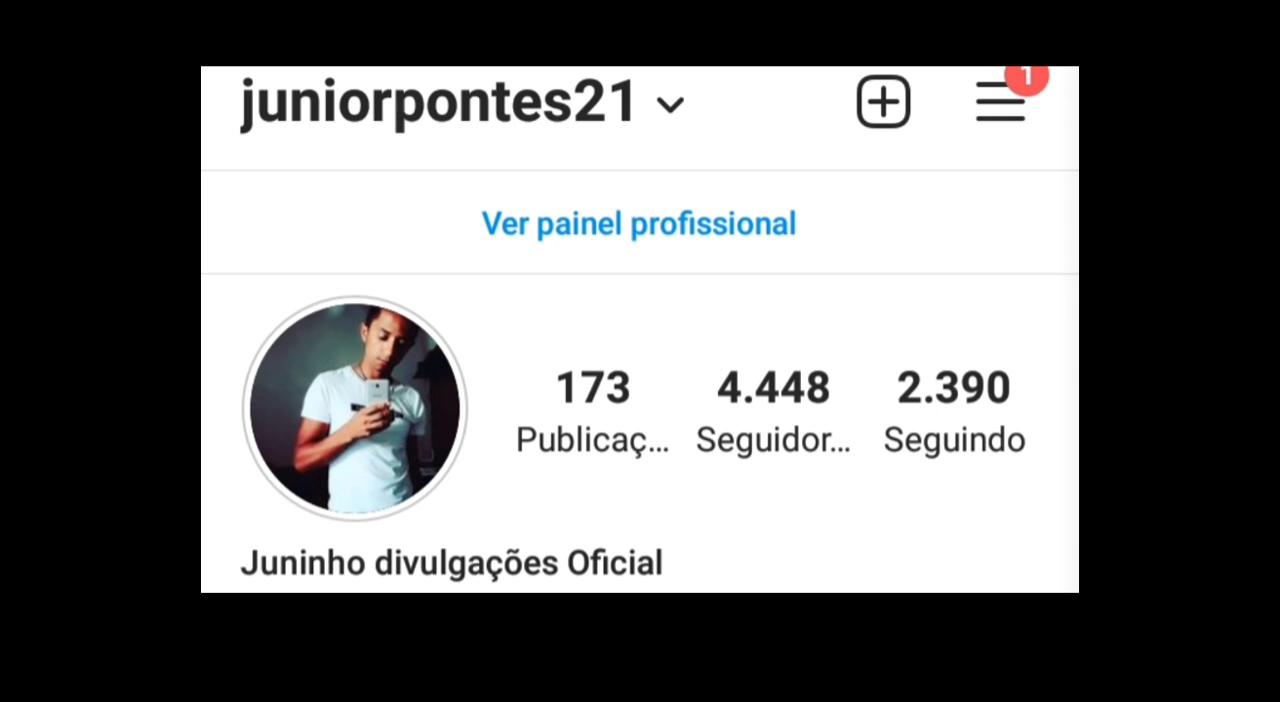 juniorpontes21
1
Ver painel profissional
173 4.448 2.390
Publicaç... Seguidor... Seguindo
Juninho divulgações Oficial